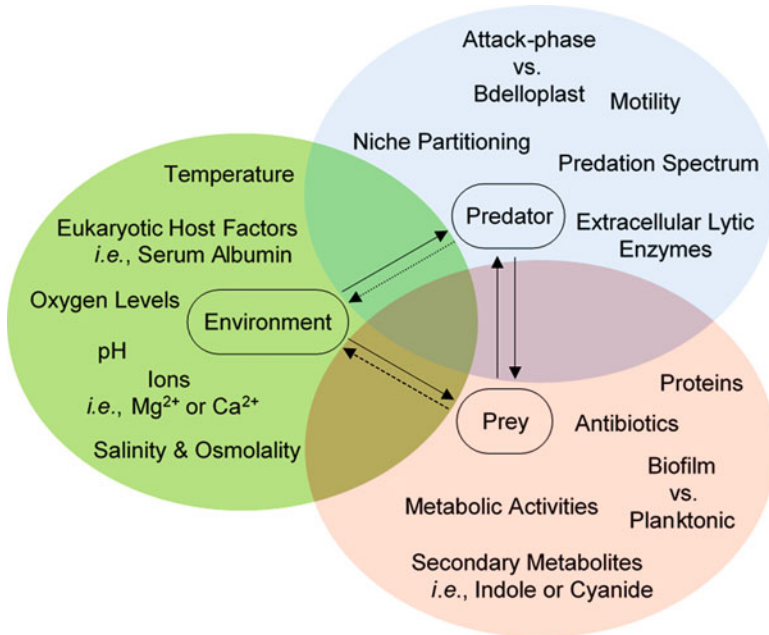 Attack-phase
vs.
Bdelloplast
Motility
Niche Partitioning
Predation Spectrum
Predator
Extracellular Lytic
Enzymes
Temperature
Eukaryotic Host Factors
i.e., Serum Albumin
Oxygen Levels
Environment
pH
Ions
i.e., Mg²⁺ or Ca²⁺
Salinity & Osmolality
Proteins
Prey
Antibiotics
Biofilm
vs.
Planktonic
Metabolic Activities
Secondary Metabolites
i.e., Indole or Cyanide